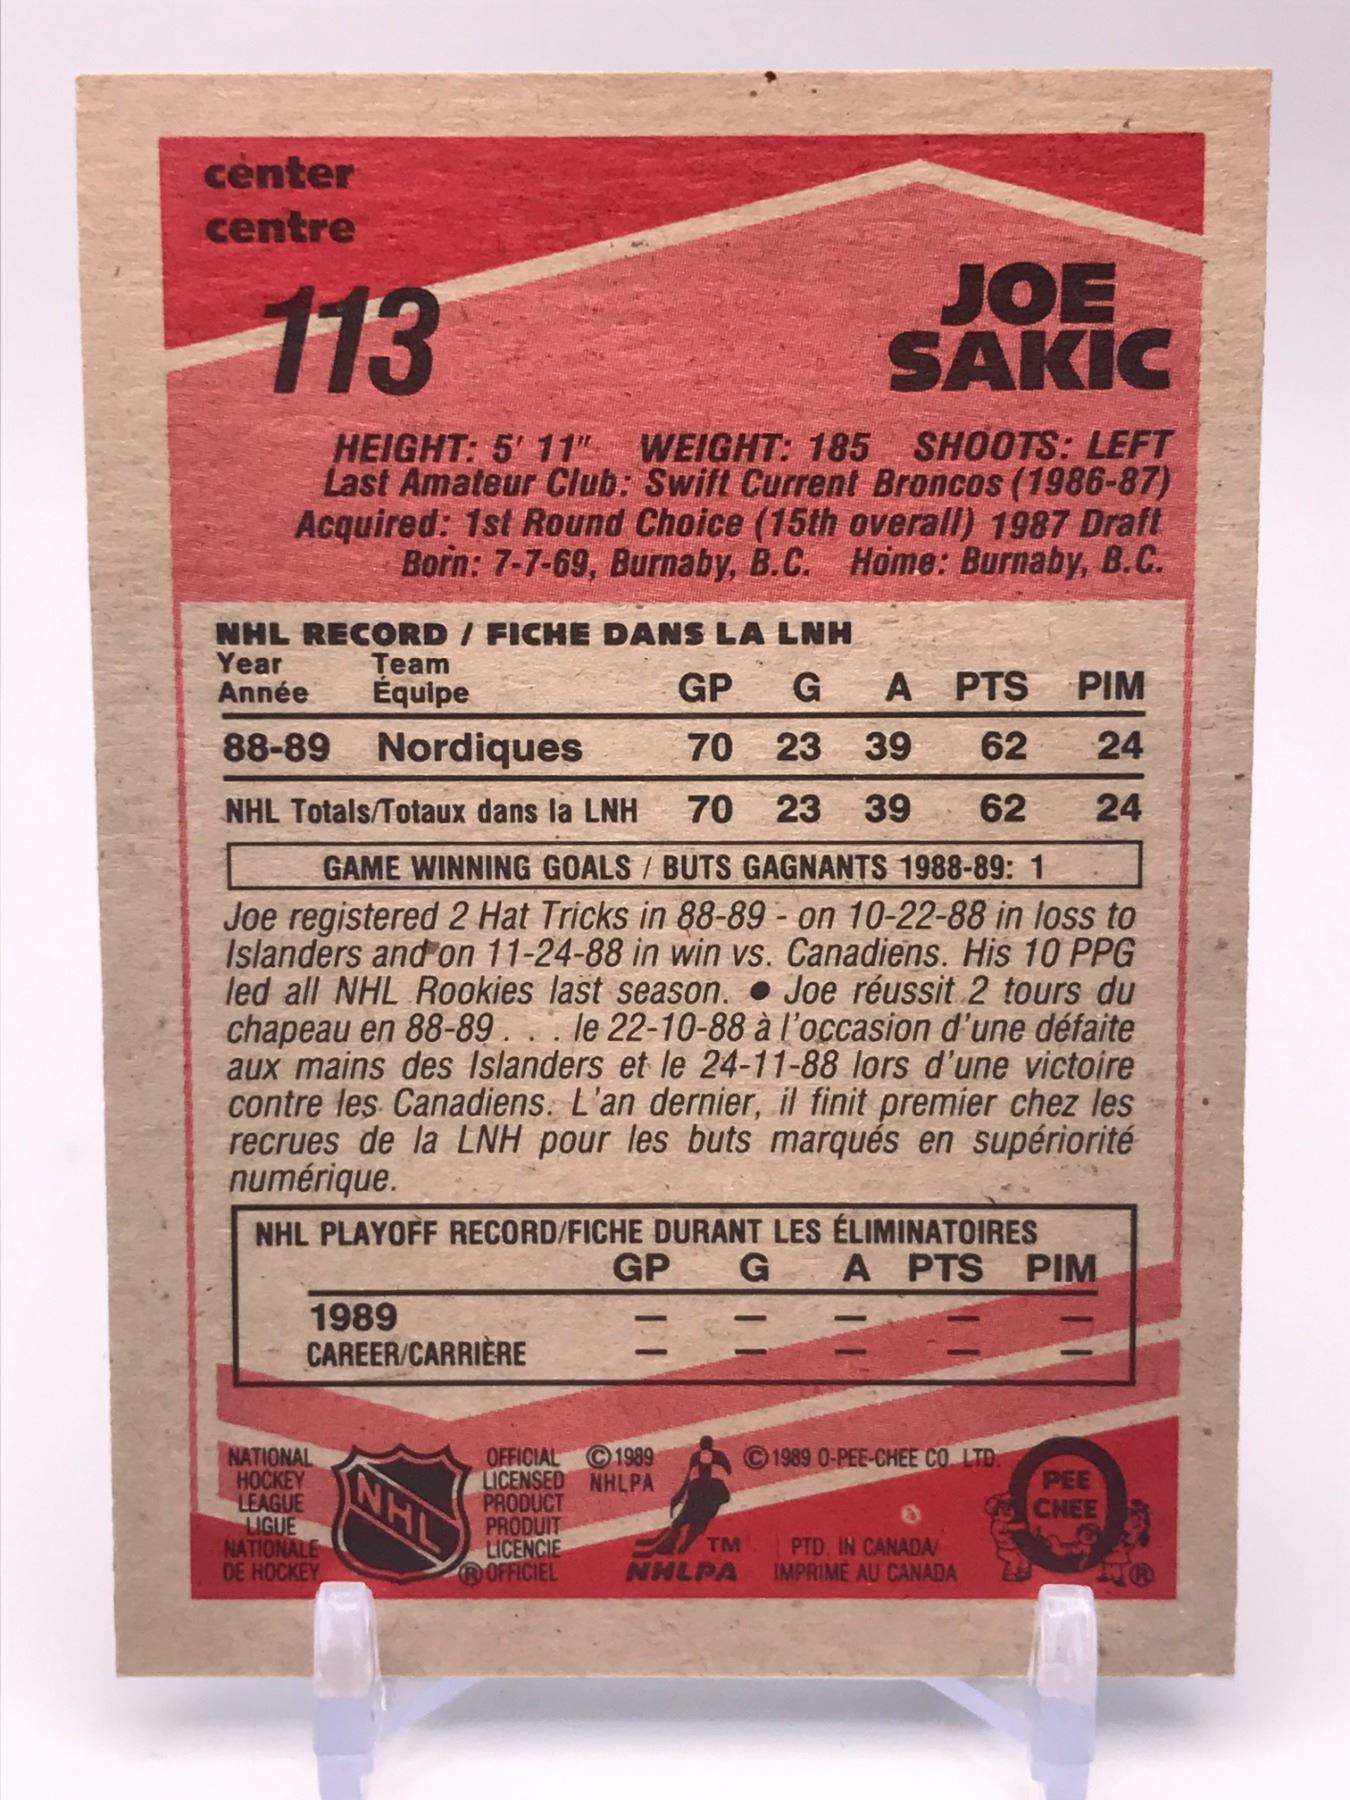 center
centre
113
JOE
SAKIC
HEIGHT: 5' 11" WEIGHT: 185 SHOOTS: LEFT
Last Amateur Club: Swift Current Broncos (1986-87)
Acquired: 1st Round Choice (15th overall) 1987 Draft
Born: 7-7-69, Burnaby, B.C. Home: Burnaby, B.C.
NHL RECORD / FICHE DANS LA LNH
Year Team
Année Équipe GP G A PTS PIM
88-89 Nordiques 70 23 39 62 24
NHL Totals/Totaux dans la LNH 70 23 39 62 24
GAME WINNING GOALS / BUTS GAGNANTS 1988-89: 1
Joe registered 2 Hat Tricks in 88-89 - on 10-22-88 in loss to
Islanders and on 11-24-88 in win vs. Canadiens. His 10 PPG
led all NHL Rookies last season. ● Joe réussit 2 tours du
chapeau en 88-89 . . . le 22-10-88 à l'occasion d'une défaite
aux mains des Islanders et le 24-11-88 lors d'une victoire
contre les Canadiens. L'an dernier, il finit premier chez les
recrues de la LNH pour les buts marqués en supériorité
numérique.
NHL PLAYOFF RECORD/FICHE DURANT LES ÉLIMINATOIRES
GP G A PTS PIM
1989 — — — — —
CAREER/CARRIÈRE — — — — —
NATIONAL
HOCKEY
LEAGUE
LIGUE
NATIONALE
DE HOCKEY
NHL
®
OFFICIAL
LICENSED
PRODUCT
PRODUIT
LICENCIE
OFFICIEL
©1989
NHLPA
TM
NHLPA
©1989 O-PEE-CHEE CO. LTD.
PTD. IN CANADA/
IMPRIMÉ AU CANADA
O
PEE
CHEE
®